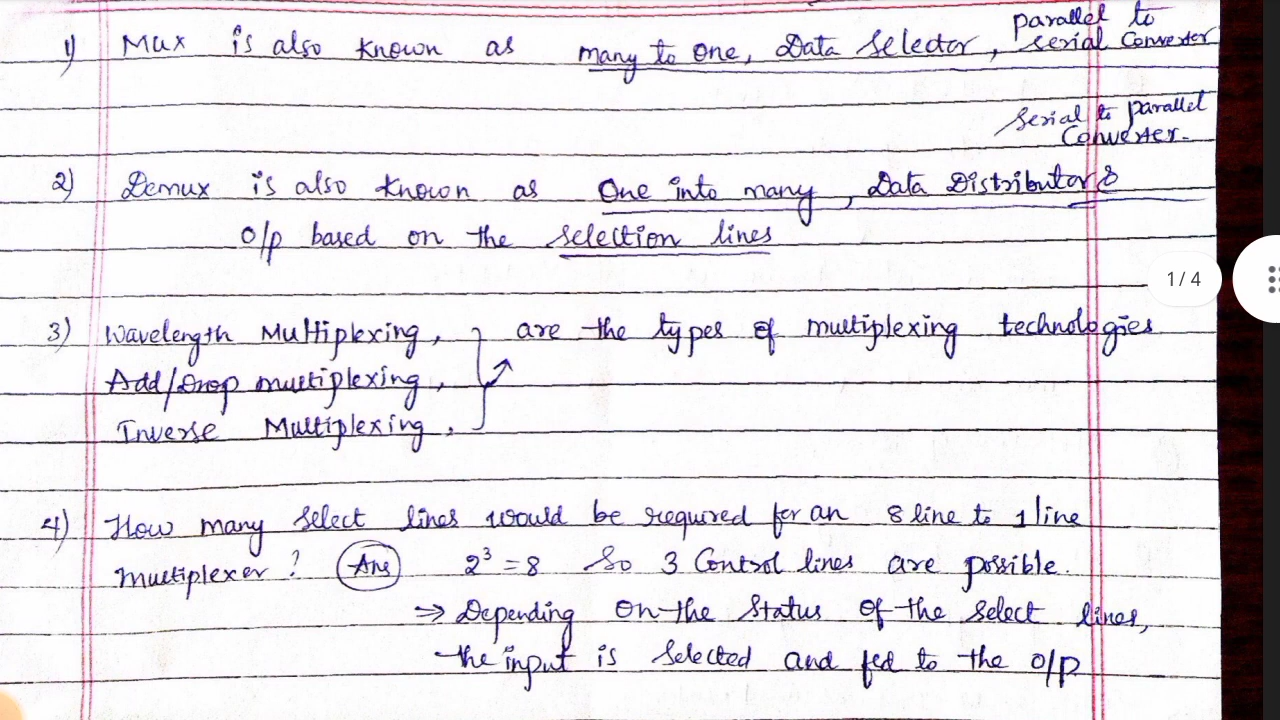 parallel to
1) Mux is also known as many to one, Data Selector, serial Converter
Serial to parallel
Converter.
2) Demux is also known as One into many, Data Distributor &
o/p based on the selection lines
1 / 4
3) Wavelength Multiplexing, are the types of multiplexing technologies
Add/Drop multiplexing,
Inverse Multiplexing,
4) How many select lines would be required for an 8 line to 1 line
multiplexer? Ans 2³ = 8 So 3 Control lines are possible.
⇒ Depending on the Status of the select lines,
the input is selected and fed to the o/p